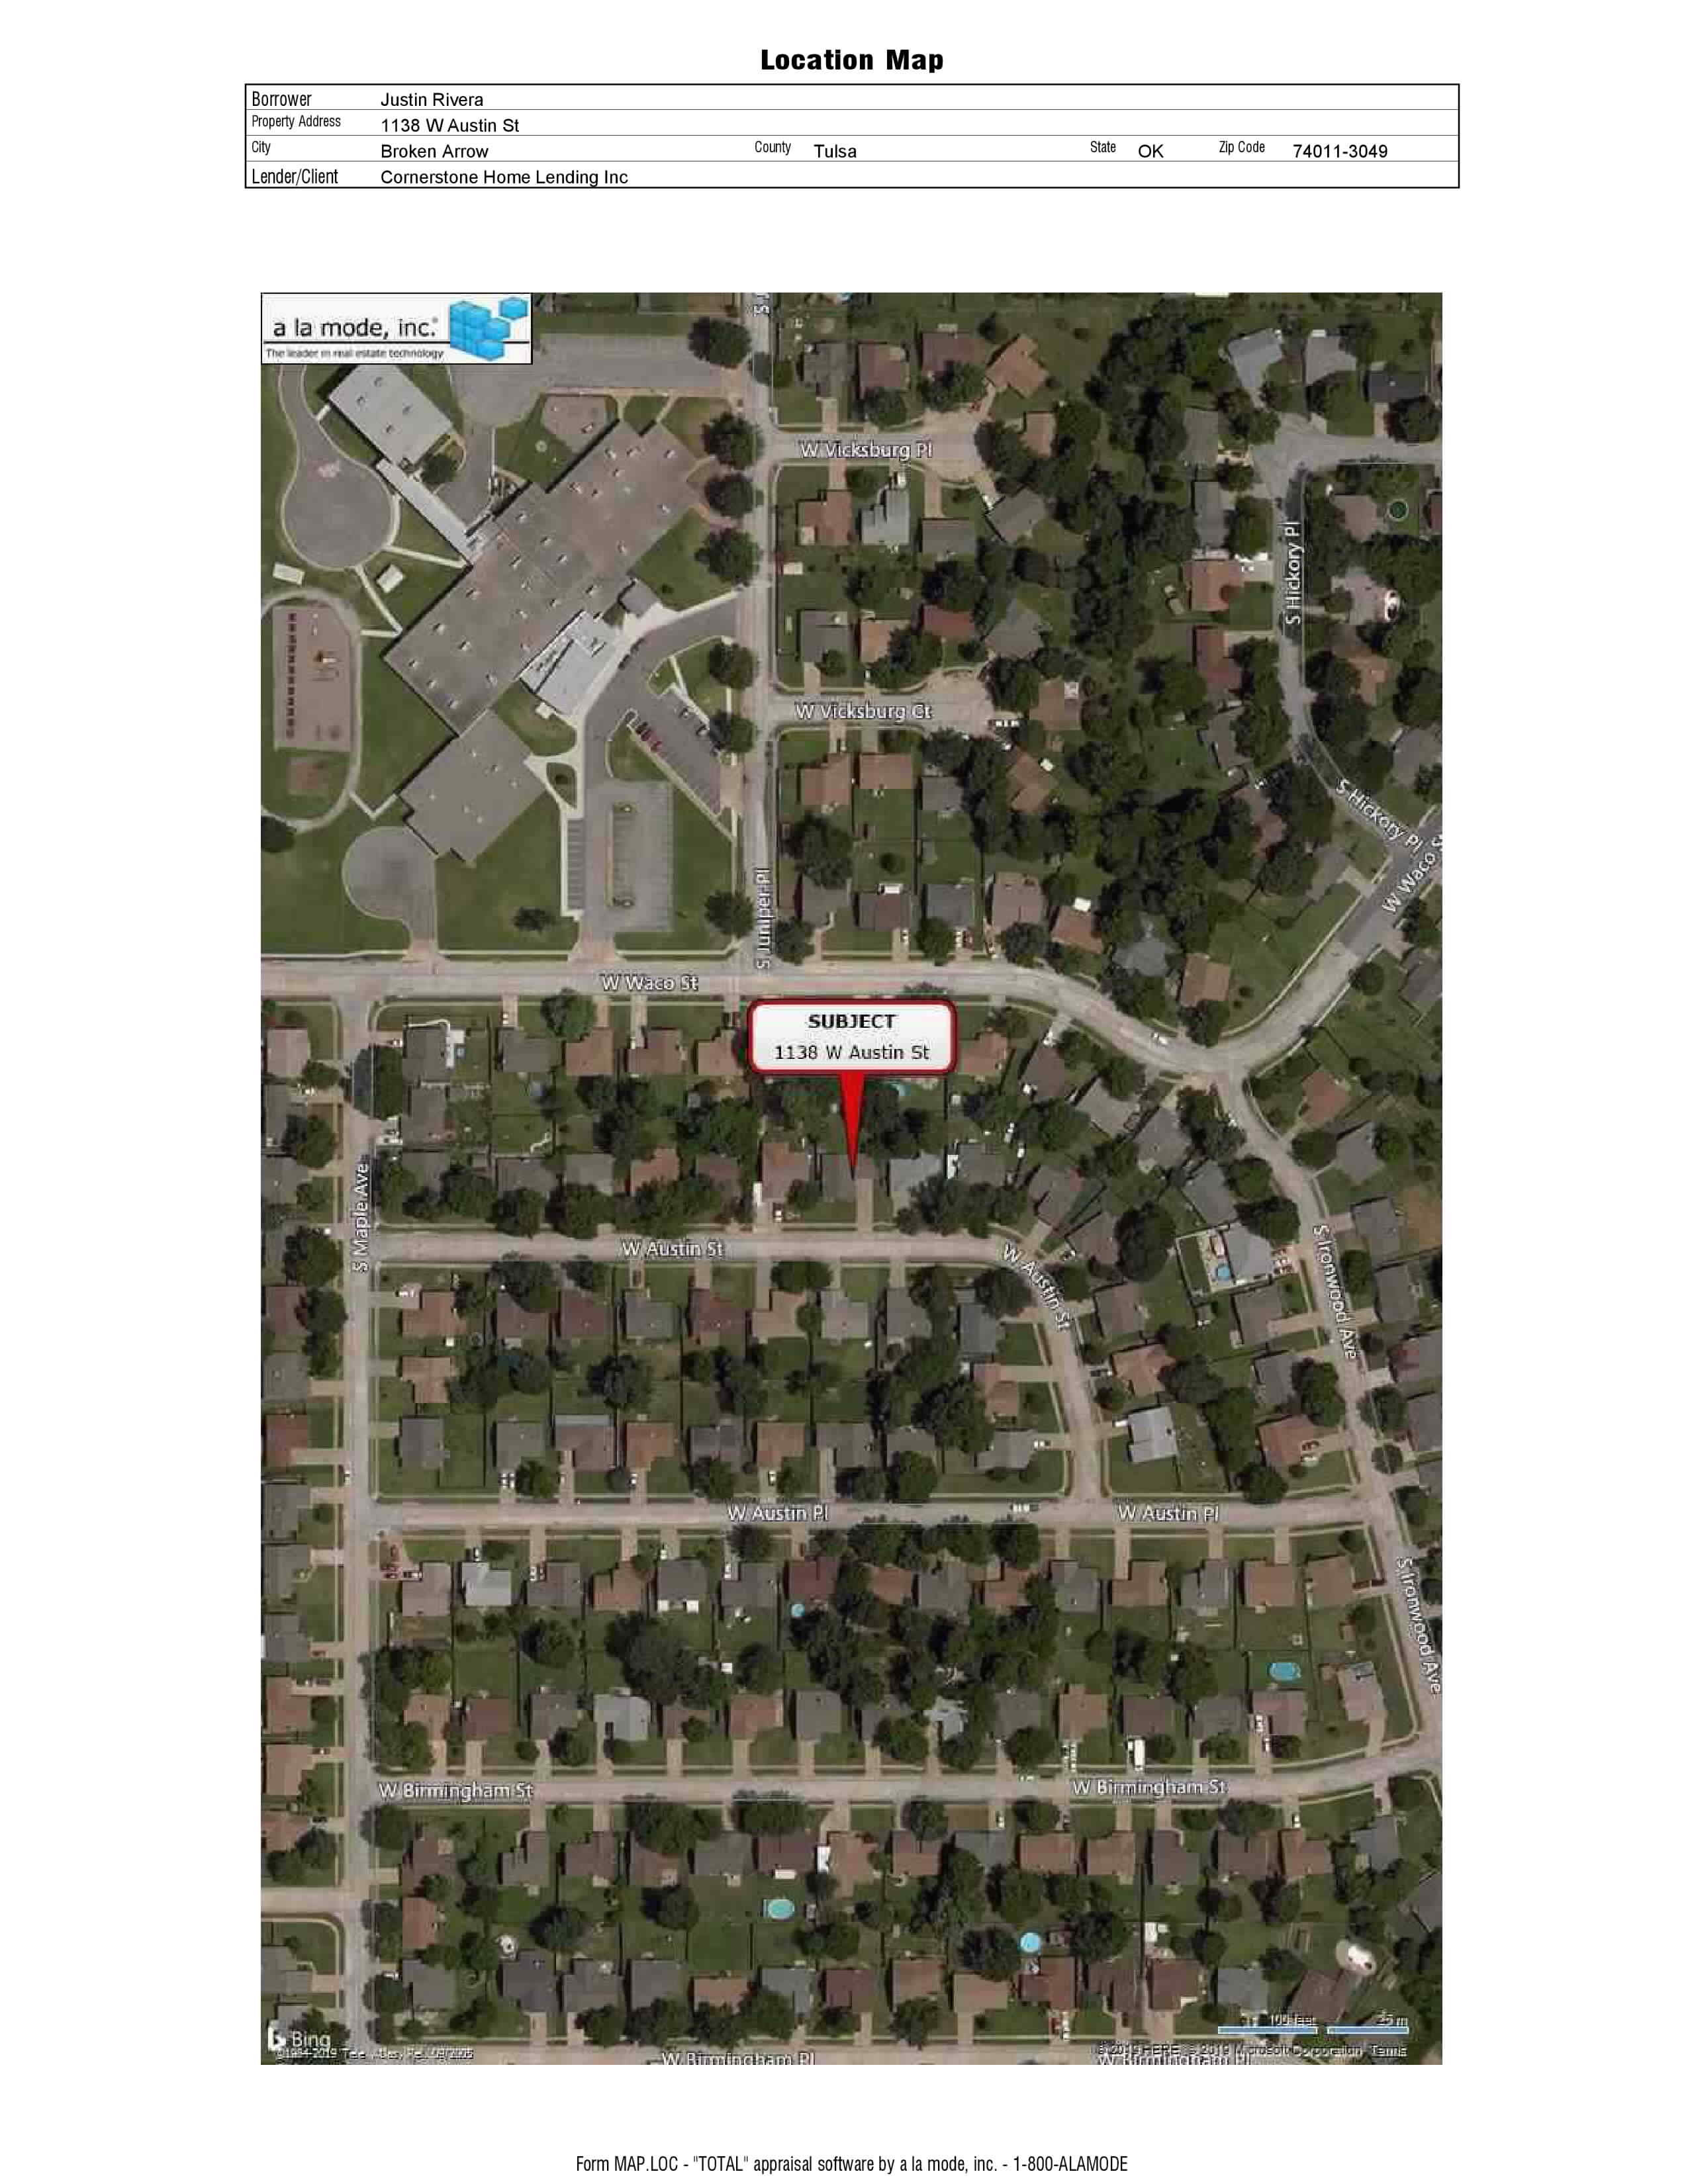 Location Map
Borrower Justin Rivera
Property Address 1138 W Austin St
City Broken Arrow County Tulsa State OK Zip Code 74011-3049
Lender/Client Cornerstone Home Lending Inc
a la mode, inc.
The leader in real estate technology
W Vicksburg Pl
S Hickory Pl
W Vicksburg Ct
S Hickory Pl
W Waco
S Juniper Pl
W Waco St
SUBJECT
1138 W Austin St
S Maple Ave
W Austin St
W Austin St
S Ironwood Ave
W Austin Pl
W Austin Pl
S Ironwood Ave
W Birmingham St
W Birmingham St
100 feet 25 m
Bing
©1994-2019 Tele Atlas, Rel. 09/2005
© 2019 HERE, © 2019 Microsoft Corporation Terms
W Birmingham Pl
W Birmingham Pl
Form MAP.LOC - "TOTAL" appraisal software by a la mode, inc. - 1-800-ALAMODE